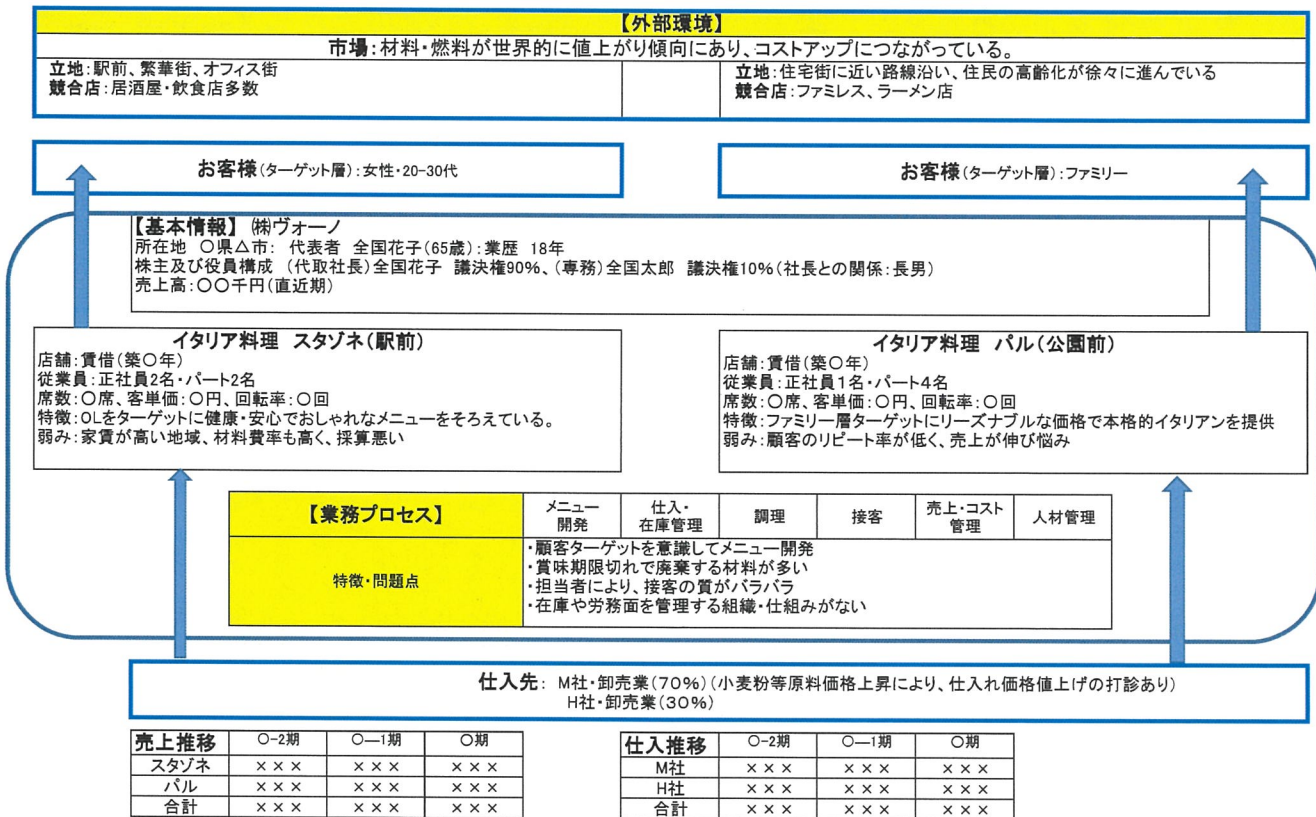 【外部環境】
市場：材料・燃料が世界的に値上がり傾向にあり、コストアップにつながっている。
立地：駅前、繁華街、オフィス街
競合店：居酒屋・飲食店多数
立地：住宅街に近い路線沿い、住民の高齢化が徐々に進んでいる
競合店：ファミレス、ラーメン店
お客様（ターゲット層）：女性・20-30代
お客様（ターゲット層）：ファミリー
【基本情報】 ㈱ヴォーノ
所在地 〇県△市： 代表者 全国花子（65歳）：業歴 18年
株主及び役員構成 （代取社長）全国花子 議決権90%、（専務）全国太郎 議決権10%（社長との関係：長男）
売上高：〇〇千円（直近期）
イタリア料理 スタゾネ（駅前）
店舗：賃借（築〇年）
従業員：正社員2名・パート2名
席数：〇席、客単価：〇円、回転率：〇回
特徴：OLをターゲットに健康・安心でおしゃれなメニューをそろえている。
弱み：家賃が高い地域、材料費率も高く、採算悪い
イタリア料理 パル（公園前）
店舗：賃借（築〇年）
従業員：正社員1名・パート4名
席数：〇席、客単価：〇円、回転率：〇回
特徴：ファミリー層ターゲットにリーズナブルな価格で本格的イタリアンを提供
弱み：顧客のリピート率が低く、売上が伸び悩み
【業務プロセス】 メニュー開発 仕入・在庫管理 調理 接客 売上・コスト管理 人材管理
特徴・問題点
・顧客ターゲットを意識してメニュー開発
・賞味期限切れで廃棄する材料が多い
・担当者により、接客の質がバラバラ
・在庫や労務面を管理する組織・仕組みがない
仕入先： M社・卸売業（70%）（小麦粉等原料価格上昇により、仕入れ価格値上げの打診あり）
H社・卸売業（30%）
売上推移 〇-2期 〇―1期 〇期
スタゾネ ××× ××× ×××
パル ××× ××× ×××
合計 ××× ××× ×××
仕入推移 〇-2期 〇―1期 〇期
M社 ××× ××× ×××
H社 ××× ××× ×××
合計 ××× ××× ×××